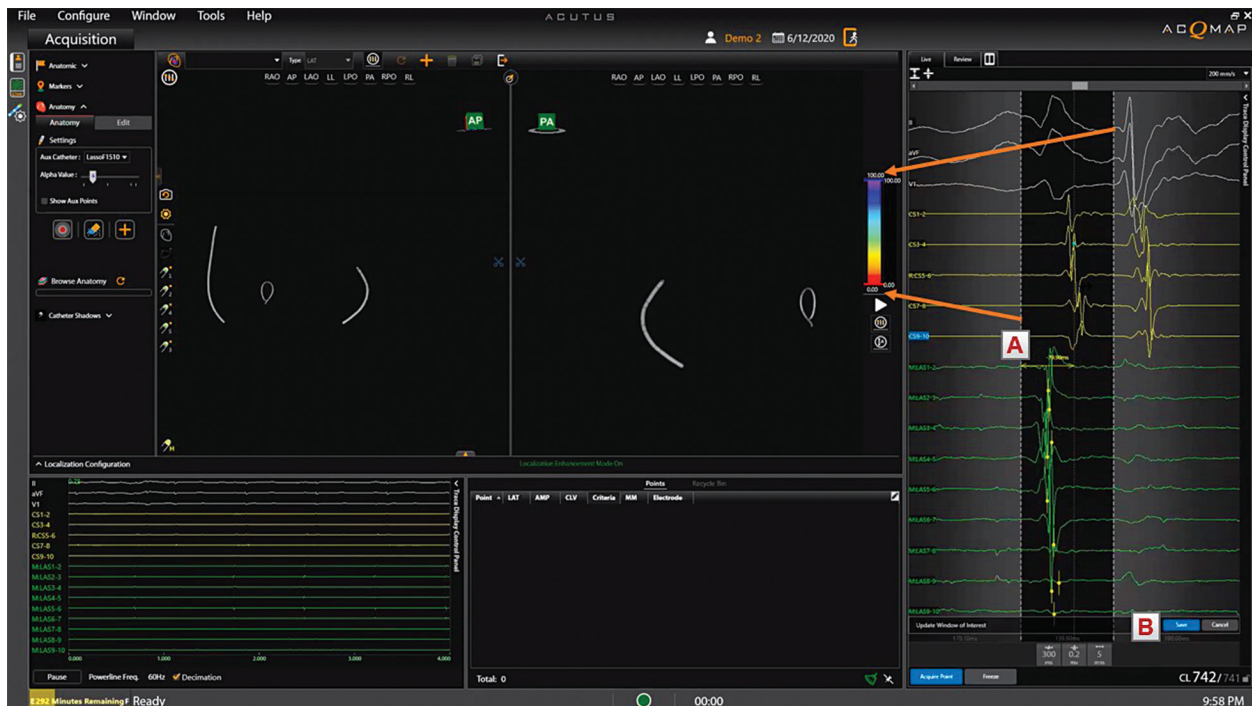 File Configure Window Tools Help
ACUTUS
ACQMAP
Acquisition
Demo 2 6/12/2020
Anatomic
Markers
Anatomy
Anatomy Edit
Settings
Aux Catheter : LassoF1510
Alpha Value :
Show Aux Points
Browse Anatomy
Catheter Shadows
Type LAT
RAO AP LAO LL LPO PA RPO RL
RAO AP LAO LL LPO PA RPO RL
AP
PA
100.00
100.00
0.00
0.00
Localization Configuration
Localization Enhancement Mode On
Live Review
200 mm/s
Trace Display Control Panel
II
aVF
V1
CS1-2
CS3-4
R:CS5-6
CS7-8
CS9-10
A
M:LAS1-2
M:LAS2-3
M:LAS3-4
M:LAS4-5
M:LAS5-6
M:LAS6-7
M:LAS7-8
M:LAS8-9
M:LAS9-10
Update Window of Interest
B
Save Cancel
300 0.2 5
Acquire Point Freeze
CL 742/741
II
aVF
V1
CS1-2
CS3-4
R:CS5-6
CS7-8
CS9-10
M:LAS1-2
M:LAS2-3
M:LAS3-4
M:LAS4-5
M:LAS5-6
M:LAS6-7
M:LAS7-8
M:LAS8-9
M:LAS9-10
0.000 1.000 2.000 3.000 4.000
Trace Display Control Panel
Pause Powerline Freq. 60Hz Decimation
Points Recycle Bin
Point LAT AMP CLV Criteria MM Electrode
Total: 0
E292 Minutes Remaining F Ready
00:00
9:58 PM